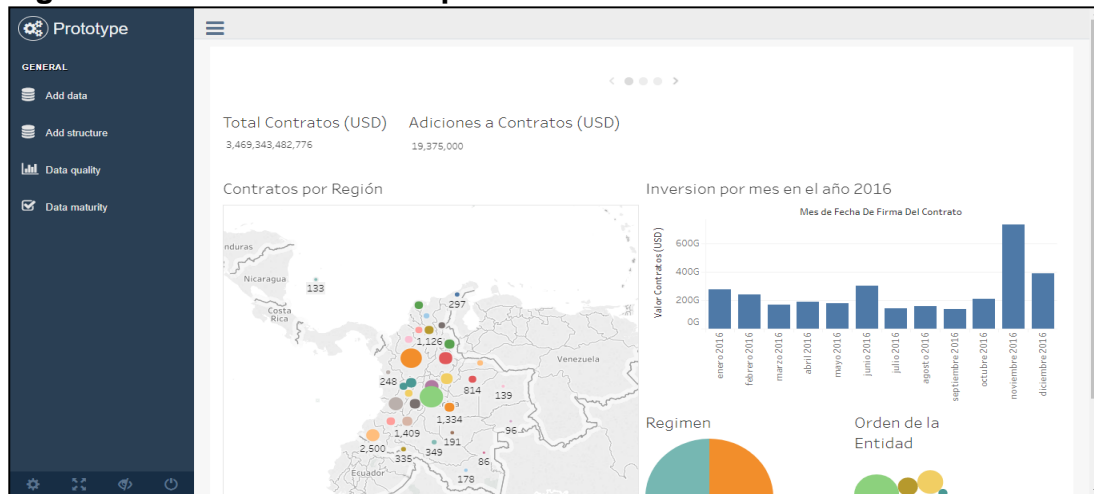 Prototype
GENERAL
Add data
Add structure
Data quality
Data maturity
Total Contratos (USD)
Adiciones a Contratos (USD)
3,469,343,482,776
19,375,000
Contratos por Región
nduras
Nicaragua
133
Costa
Rica
297
1,126
Venezuela
248
814
139
1,334
1,409
96
191
2,500
349
335
86
Ecuador
178
Inversion por mes en el año 2016
Mes de Fecha De Firma Del Contrato
Valor Contratos (USD)
600G
400G
200G
0G
enero 2016
febrero 2016
marzo 2016
abril 2016
mayo 2016
junio 2016
julio 2016
agosto 2016
septiembre 2016
octubre 2016
noviembre 2016
diciembre 2016
Regimen
Orden de la
Entidad